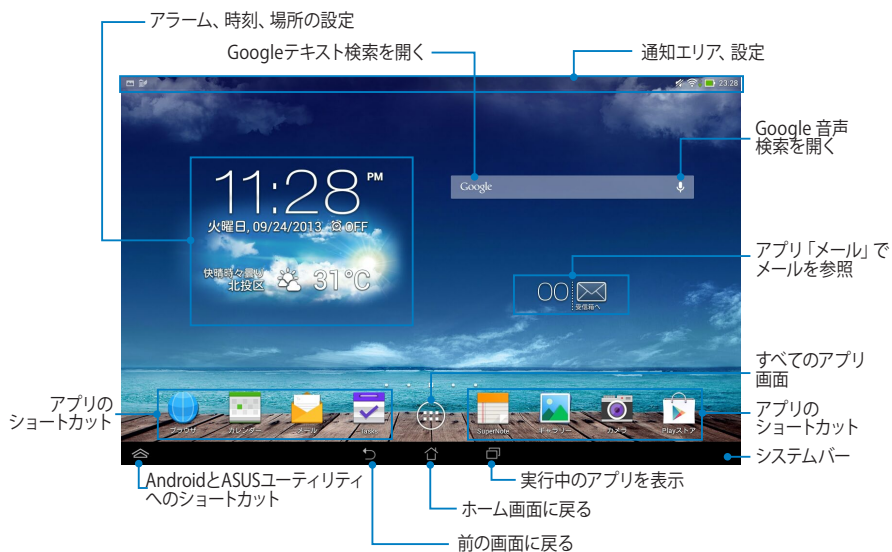 アラーム、時刻、場所の設定
Googleテキスト検索を開く
通知エリア、設定
23:28
Google 音声
検索を開く
Google
11:28 PM
火曜日, 09/24/2013 OFF
快晴時々曇り
北投区
31°C
アプリ「メール」で
メールを参照
00
受信箱へ
すべてのアプリ
画面
アプリの
ショートカット
ブラウザ
カレンダー
メール
Tasks
SuperNote
ギャラリー
カメラ
Playストア
アプリの
ショートカット
システムバー
AndroidとASUSユーティリティ
へのショートカット
実行中のアプリを表示
ホーム画面に戻る
前の画面に戻る